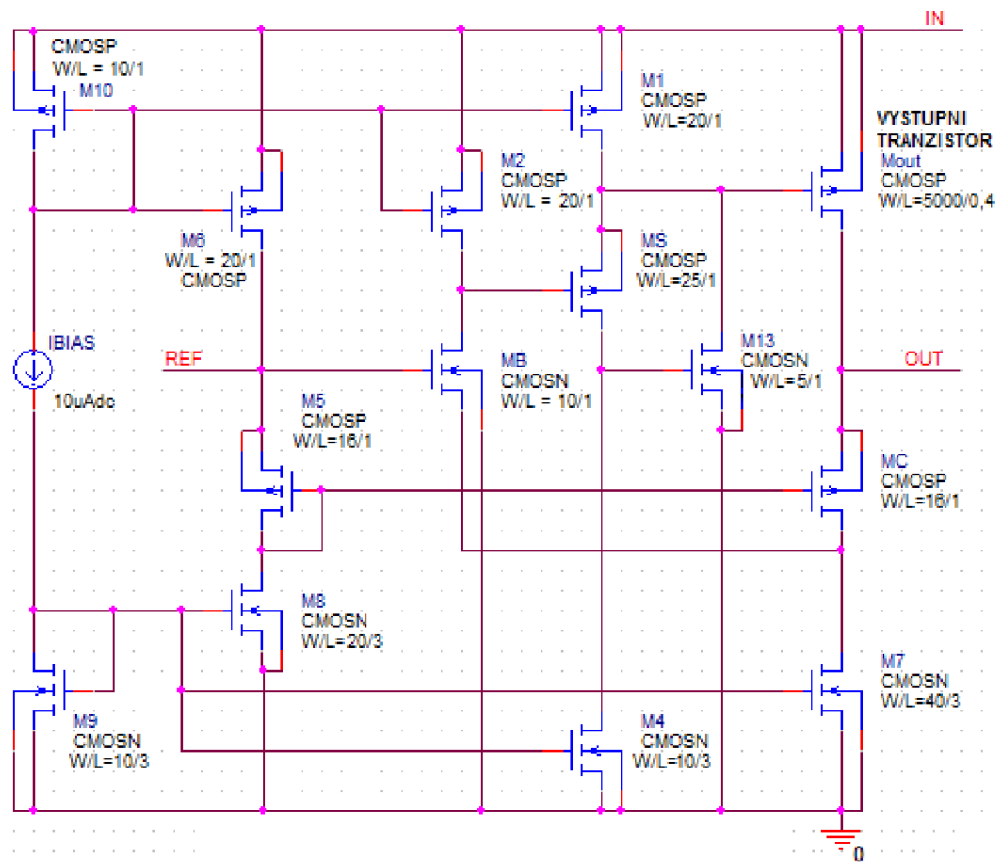 IN
CMOSP
W/L = 10/1
M10
M1
CMOSP
W/L=20/1
VYSTUPNI
TRANZISTOR
Mout
CMOSP
W/L=5000/0,4
M2
CMOSP
W/L = 20/1
M6
W/L = 20/1
CMOSP
MS
CMOSP
W/L=25/1
IBIAS
10uAdc
REF
MB
CMOSN
W/L = 10/1
M13
CMOSN
W/L=5/1
OUT
M5
CMOSP
W/L=16/1
MC
CMOSP
W/L=16/1
M8
CMOSN
W/L=20/3
M7
CMOSN
W/L=40/3
M9
CMOSN
W/L=10/3
M4
CMOSN
W/L=10/3
0